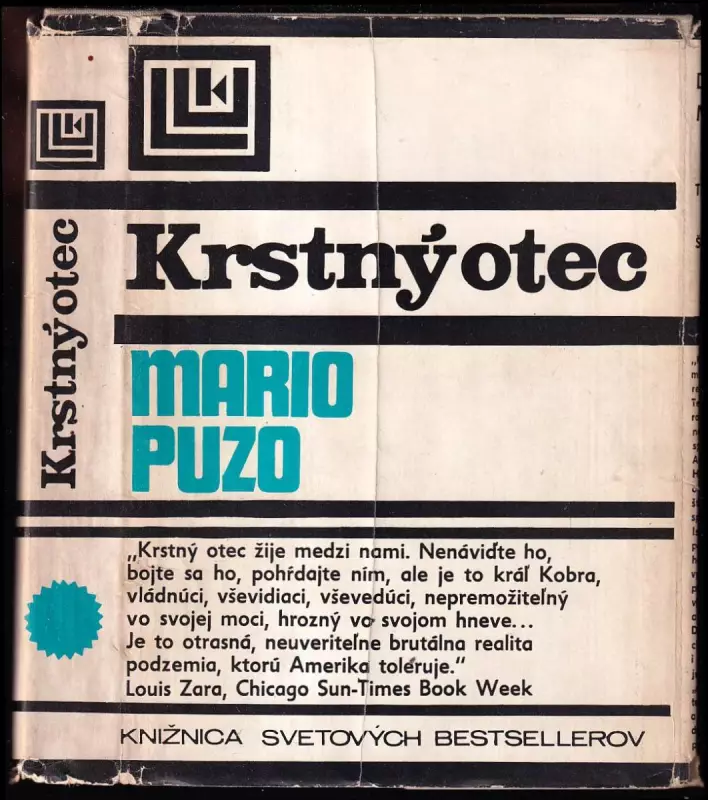 Krstný otec
Krstný otec
MARIO
PUZO
„Krstný otec žije medzi nami. Nenáviďte ho,
bojte sa ho, pohŕdajte ním, ale je to kráľ Kobra,
vládnúci, vševidiaci, vševedúci, nepremožiteľný
vo svojej moci, hrozný vo svojom hneve...
Je to otrasná, neuveriteľne brutálna realita
podzemia, ktorú Amerika toleruje.“
Louis Zara, Chicago Sun-Times Book Week
KNIŽNICA SVETOVÝCH BESTSELLEROV